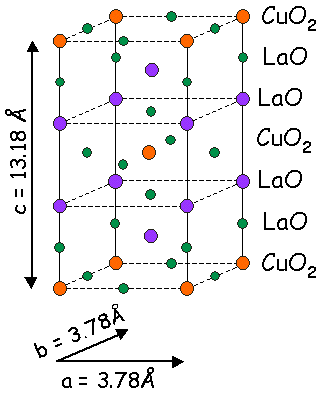 CuO₂
LaO
LaO
CuO₂
LaO
LaO
CuO₂
c = 13.18 Å
b = 3.78Å
a = 3.78Å